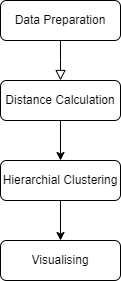 Data Preparation
Distance Calculation
Hierarchial Clustering
Visualising